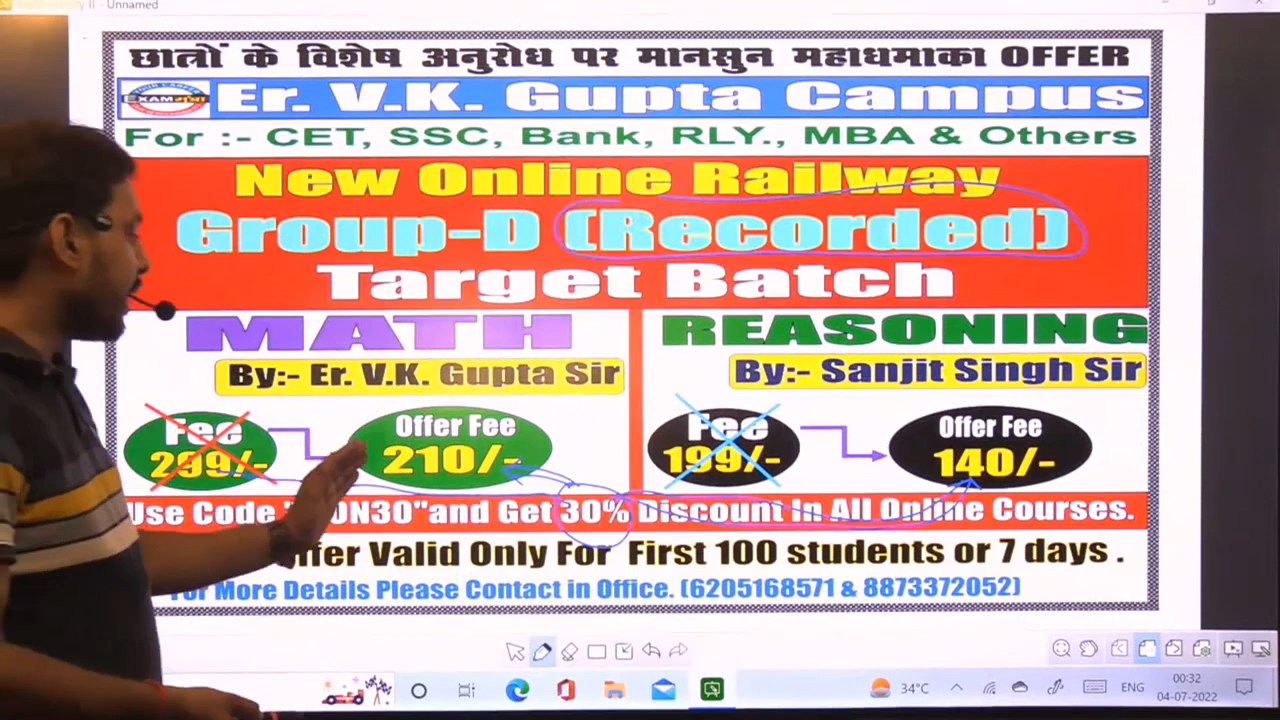 II - Unnamed
छात्रों के विशेष अनुरोध पर मानसुन महाधमाका OFFER
Er. V.K. Gupta Campus
For :- CET, SSC, Bank, RLY., MBA & Others
New Online Railway
Group-D (Recorded)
Target Batch
MATH
REASONING
By:- Er. V.K. Gupta Sir
By:- Sanjit Singh Sir
Fee
299/-
Offer Fee
210/-
Fee
199/-
Offer Fee
140/-
Use Code "ON30"and Get 30% Discount In All Online Courses.
Valid Only For First 100 students or 7 days .
For More Details Please Contact in Office. (6205168571 & 8873372052)
34°C
ENG
00:32
04-07-2022